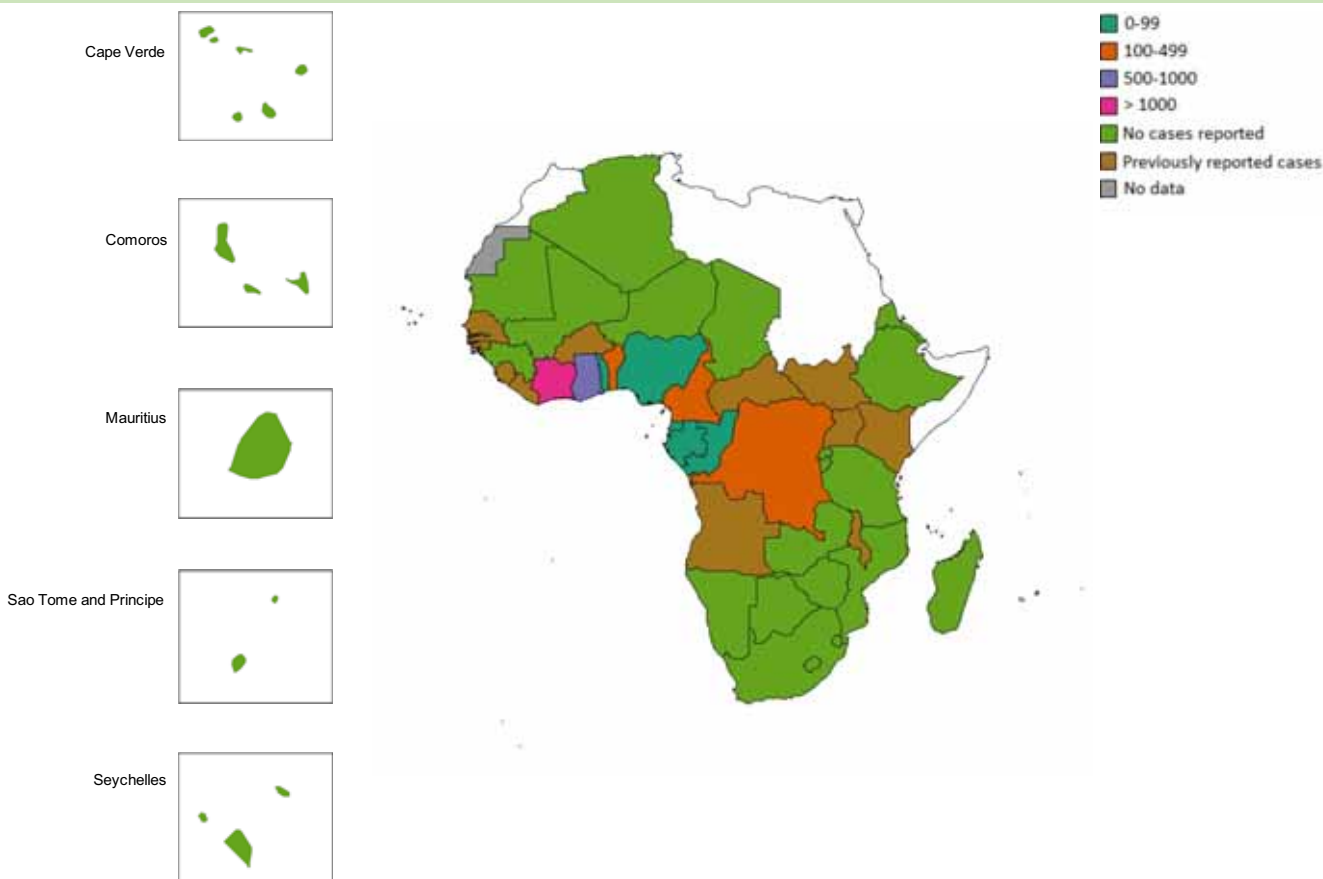 Cape Verde
Comoros
Mauritius
Sao Tome and Principe
Seychelles
0-99
100-499
500-1000
> 1000
No cases reported
Previously reported cases
No data